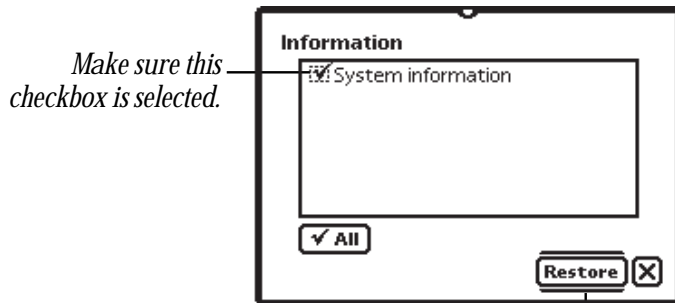 Information
Make sure this
checkbox is selected.
System information
All
Restore